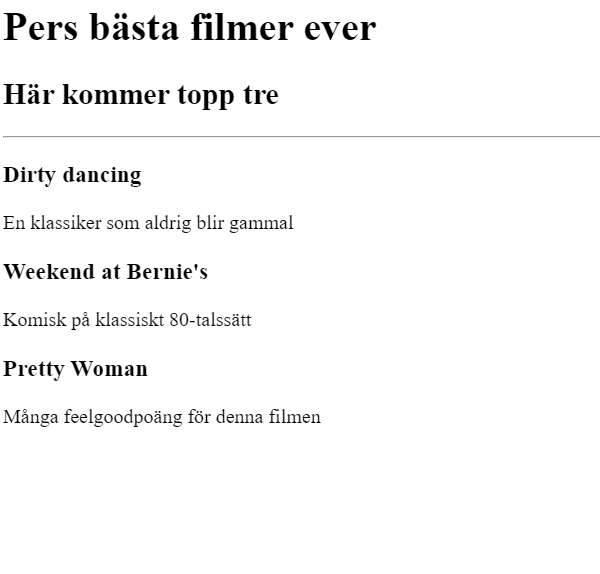 Pers bästa filmer ever
Här kommer topp tre
Dirty dancing
En klassiker som aldrig blir gammal
Weekend at Bernie's
Komisk på klassiskt 80-talssätt
Pretty Woman
Många feelgoodpoäng för denna filmen